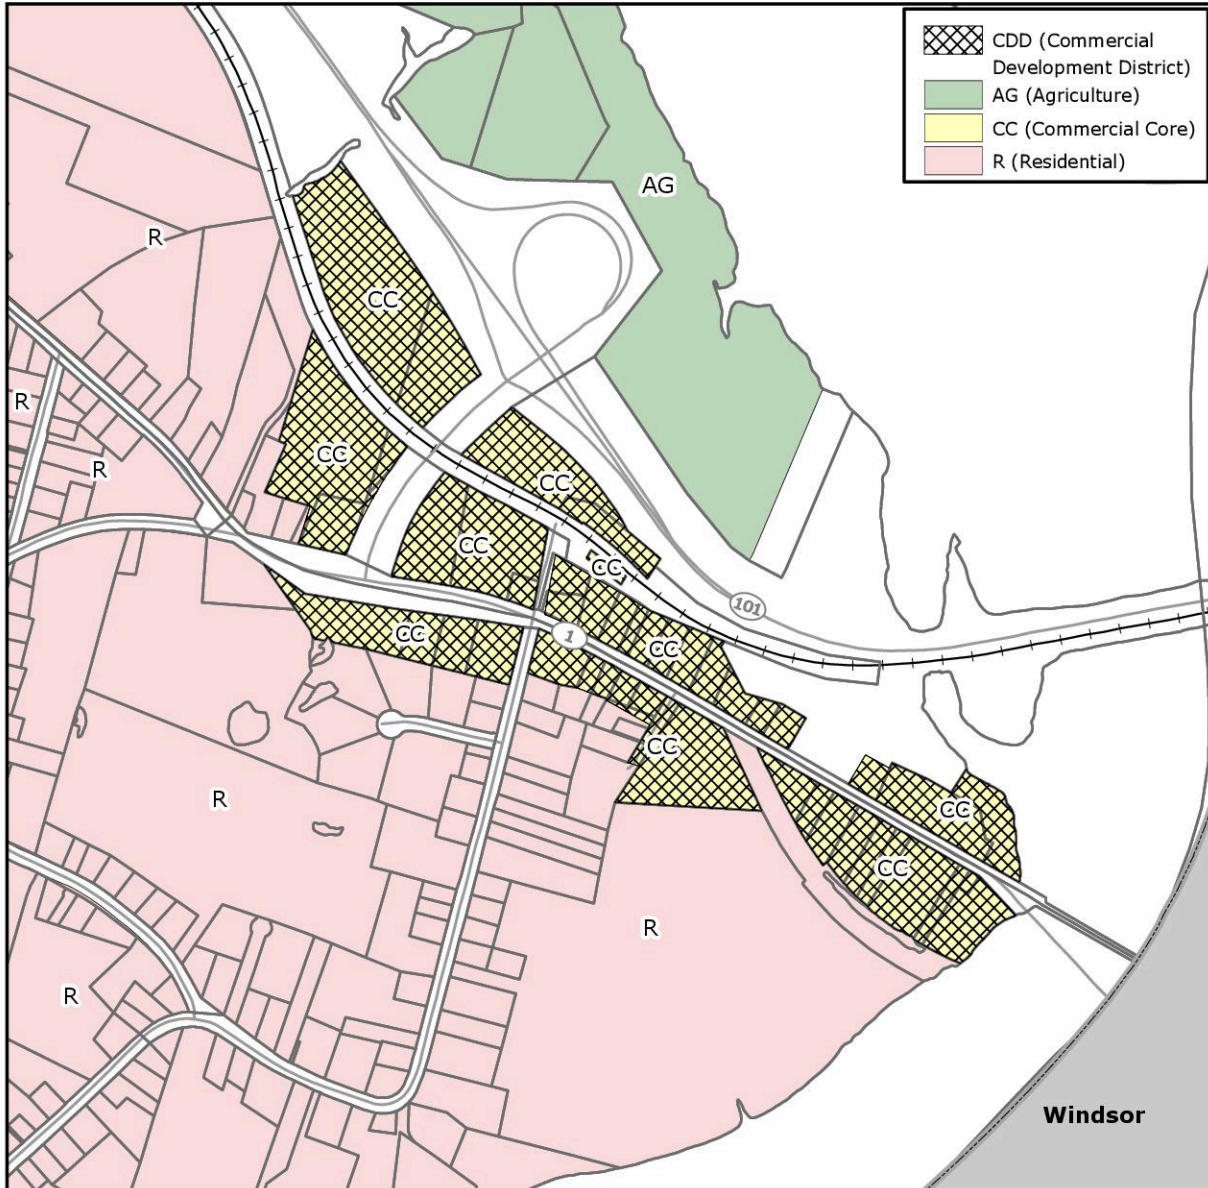 CDD (Commercial
Development District)
AG (Agriculture)
CC (Commercial Core)
R (Residential)
AG
R
CC
R
CC
R
CC
CC
CC
101
CC
1
CC
CC
R
CC
CC
R
R
Windsor